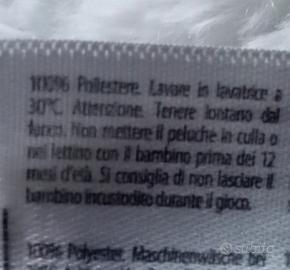 100% Poliestere. Lavare in lavatrice a
30°C. Attenzione. Tenere lontano dal
fuoco. Non mettere il peluche in culla o
nel lettino con il bambino prima dei 12
mesi d'età. Si consiglia di non lasciare il
bambino incustodito durante il gioco.
100% Polyester. Maschinenwäsche bei
subito